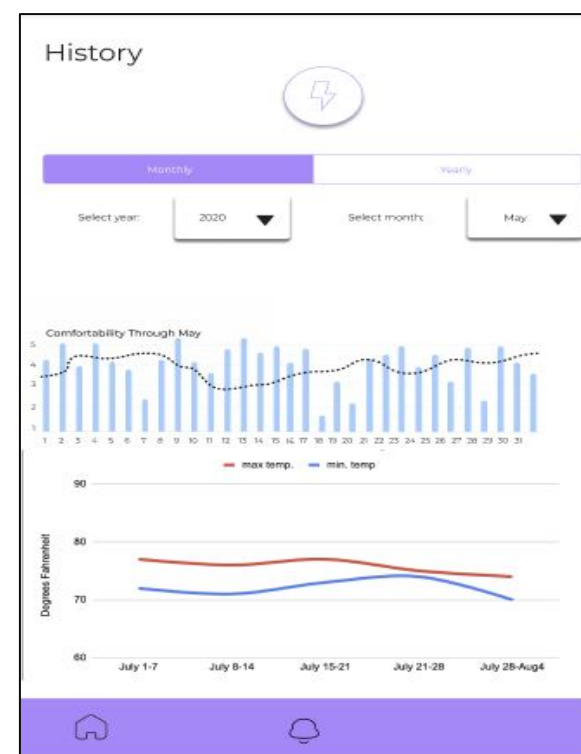 History
Monthly Yearly
Select year: 2020 Select month: May
Comfortability Through May
5
4
3
2
1
1 2 3 4 5 6 7 8 9 10 11 12 13 14 15 16 17 18 19 20 21 22 23 24 25 26 27 28 29 30 31
max temp. min. temp
90
80
70
60
Degrees Fahrenheit
July 1-7 July 8-14 July 15-21 July 21-28 July 28-Aug4